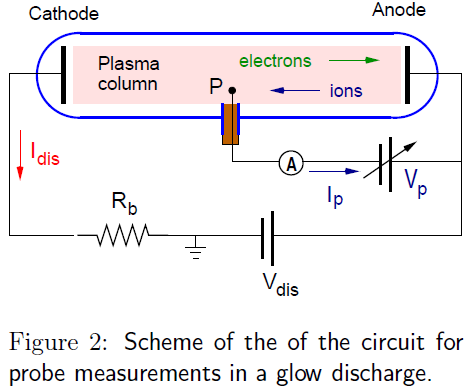 Cathode
Anode
Plasma
column
electrons
P
ions
A
I dis
I p
V p
R b
V dis
Figure 2: Scheme of the of the circuit for
probe measurements in a glow discharge.